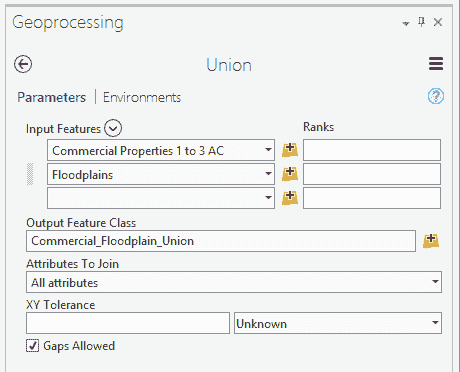 Geoprocessing
Union
Parameters | Environments
Input Features Ranks
Commercial Properties 1 to 3 AC
Floodplains
Output Feature Class
Commercial_Floodplain_Union
Attributes To Join
All attributes
XY Tolerance
Unknown
Gaps Allowed